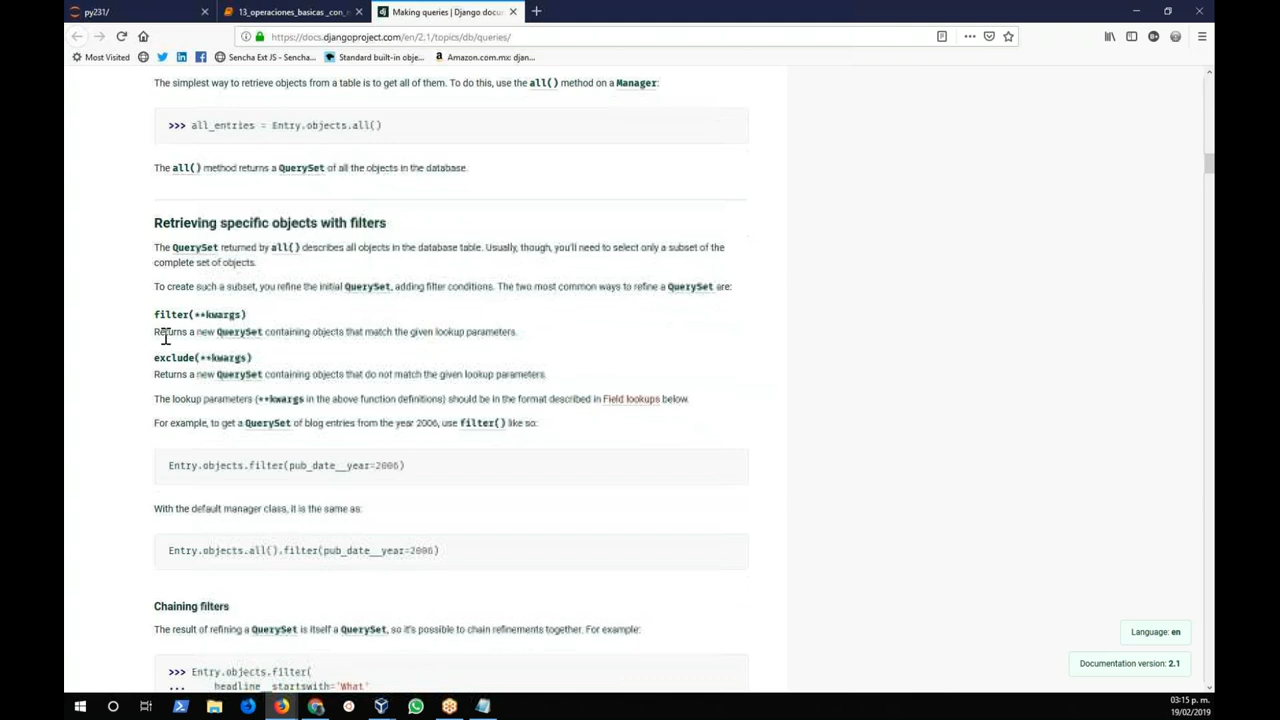 py231/
13_operaciones_basicas _con_
Making queries | Django docu
https://docs.djangoproject.com/en/2.1/topics/db/queries/
Most Visited
Sencha Ext JS - Sencha...
Standard built-in obje...
Amazon.com.mx: djan...
The simplest way to retrieve objects from a table is to get all of them. To do this, use the all() method on a Manager:
>>> all_entries = Entry.objects.all()
The all() method returns a QuerySet of all the objects in the database.
Retrieving specific objects with filters
The QuerySet returned by all() describes all objects in the database table. Usually, though, you'll need to select only a subset of the
complete set of objects.
To create such a subset, you refine the initial QuerySet, adding filter conditions. The two most common ways to refine a QuerySet are:
filter(**kwargs)
Returns a new QuerySet containing objects that match the given lookup parameters.
exclude(**kwargs)
Returns a new QuerySet containing objects that do not match the given lookup parameters.
The lookup parameters (**kwargs in the above function definitions) should be in the format described in Field lookups below.
For example, to get a QuerySet of blog entries from the year 2006, use filter() like so:
Entry.objects.filter(pub_date__year=2006)
With the default manager class, it is the same as:
Entry.objects.all().filter(pub_date__year=2006)
Chaining filters
The result of refining a QuerySet is itself a QuerySet, so it's possible to chain refinements together. For example:
>>> Entry.objects.filter(
... headline__startswith='What'
Language: en
Documentation version: 2.1
03:15 p. m.
19/02/2019